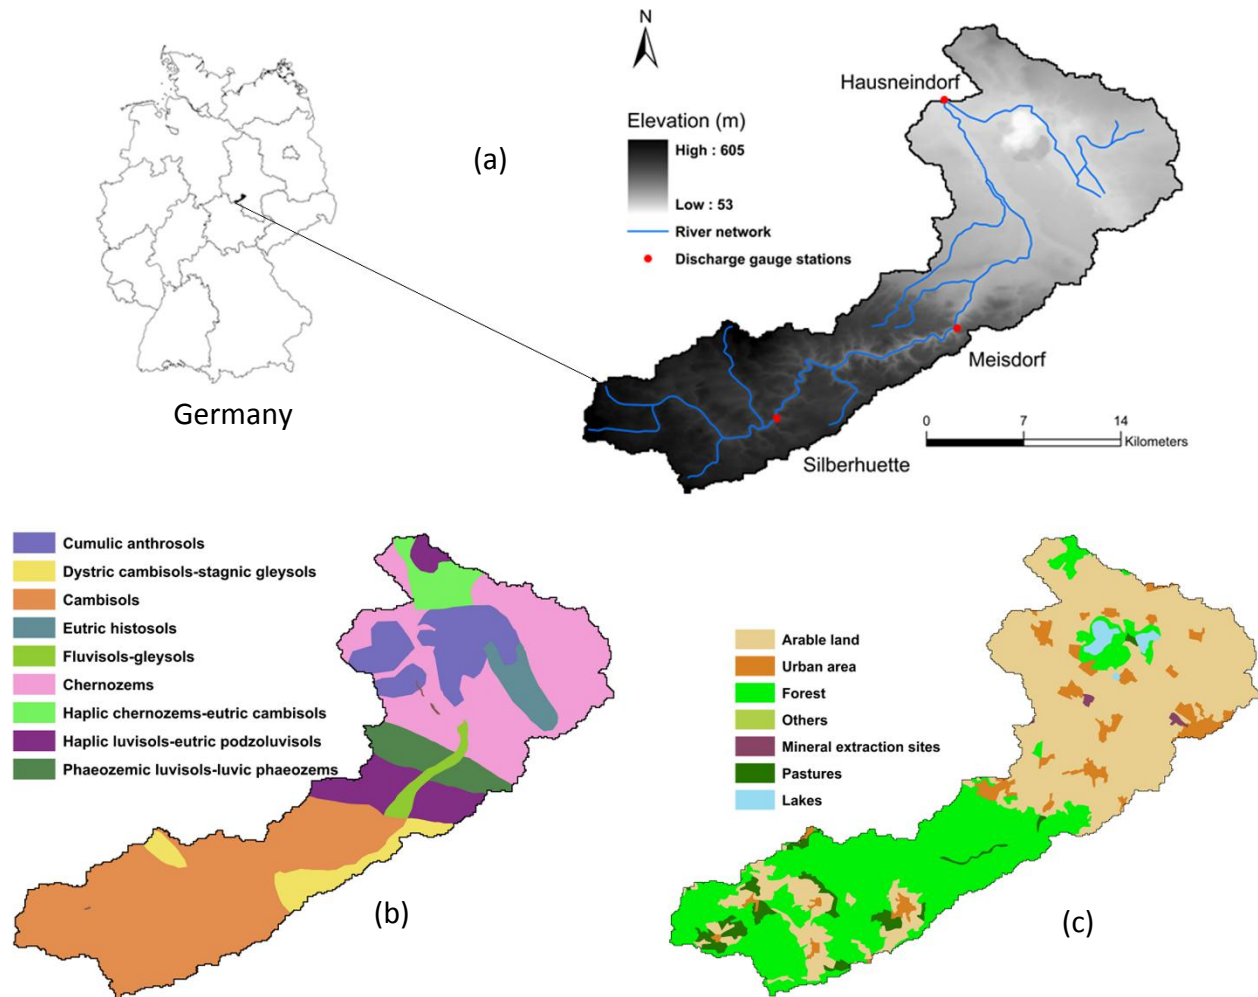 N
Hausneindorf
Elevation (m)
High : 605
(a)
Low : 53
River network
Discharge gauge stations
Meisdorf
Germany
0 7 14
Kilometers
Silberhuette
Cumulic anthrosols
Dystric cambisols-stagnic gleysols
Cambisols
Eutric histosols
Fluvisols-gleysols
Chernozems
Haplic chernozems-eutric cambisols
Haplic luvisols-eutric podzoluvisols
Phaeozemic luvisols-luvic phaeozems
(b)
Arable land
Urban area
Forest
Others
Mineral extraction sites
Pastures
Lakes
(c)